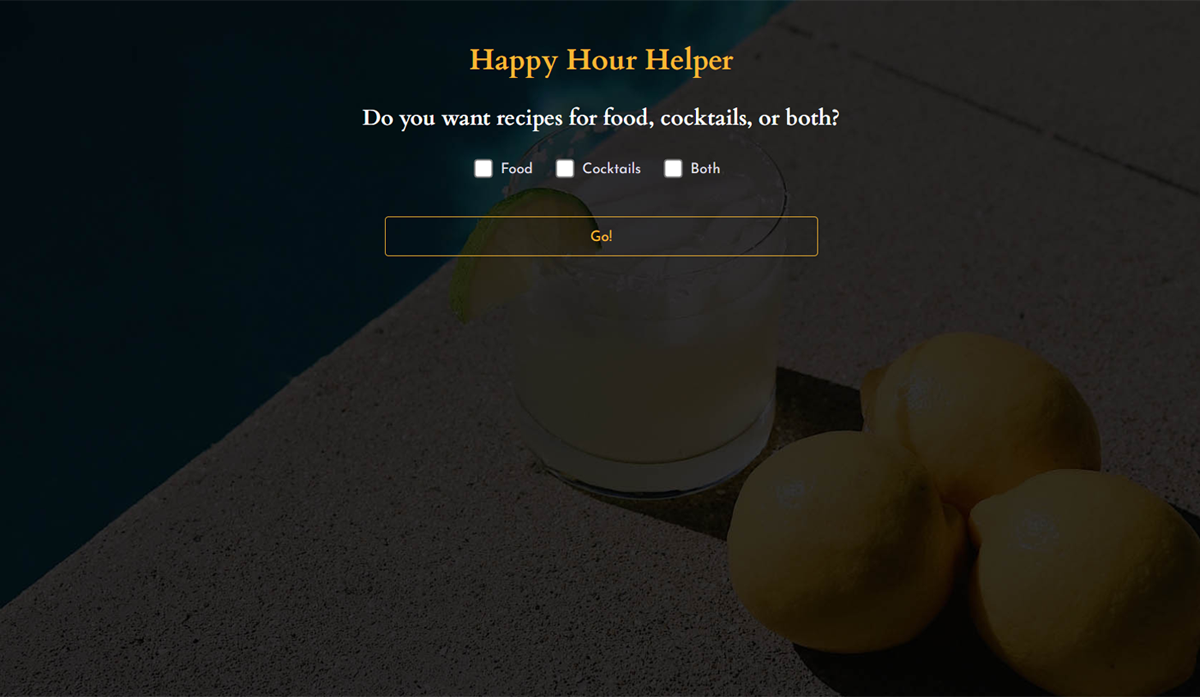 Happy Hour Helper
Do you want recipes for food, cocktails, or both?
Food Cocktails Both
Go!